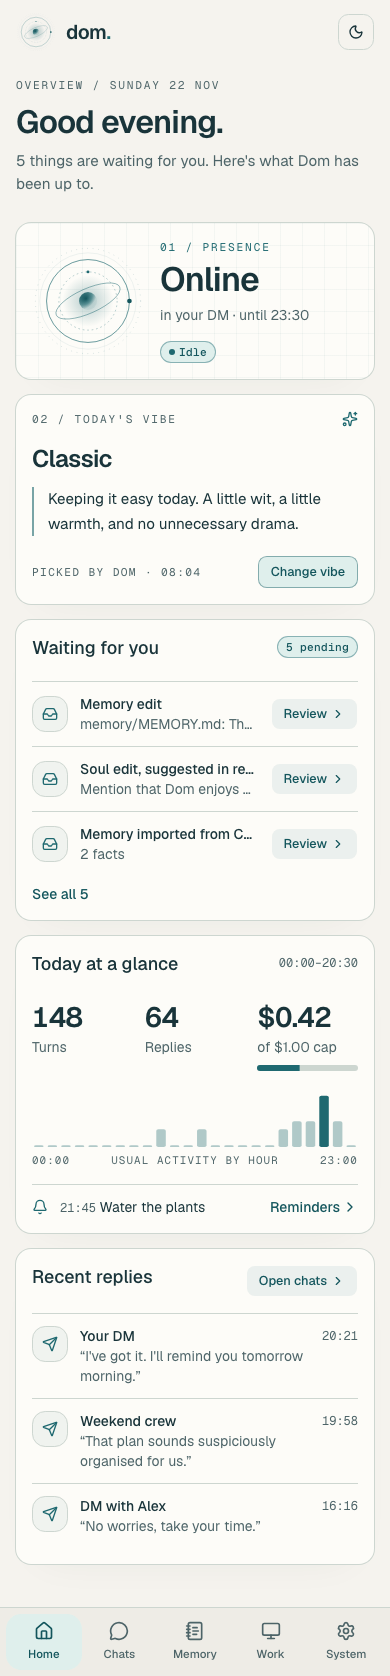 dom.
OVERVIEW / SUNDAY 22 NOV
Good evening.
5 things are waiting for you. Here's what Dom has
been up to.
01 / PRESENCE
Online
in your DM · until 23:30
Idle
02 / TODAY'S VIBE
Classic
Keeping it easy today. A little wit, a little
warmth, and no unnecessary drama.
PICKED BY DOM · 08:04
Change vibe
Waiting for you
5 pending
Memory edit
memory/MEMORY.md: Th…
Review
Soul edit, suggested in re…
Mention that Dom enjoys …
Review
Memory imported from C…
2 facts
Review
See all 5
Today at a glance
00:00–20:30
148
Turns
64
Replies
$0.42
of $1.00 cap
00:00
USUAL ACTIVITY BY HOUR
23:00
21:45 Water the plants
Reminders
Recent replies
Open chats
Your DM
20:21
“I've got it. I'll remind you tomorrow
morning.”
Weekend crew
19:58
“That plan sounds suspiciously
organised for us.”
DM with Alex
16:16
“No worries, take your time.”
Home
Chats
Memory
Work
System